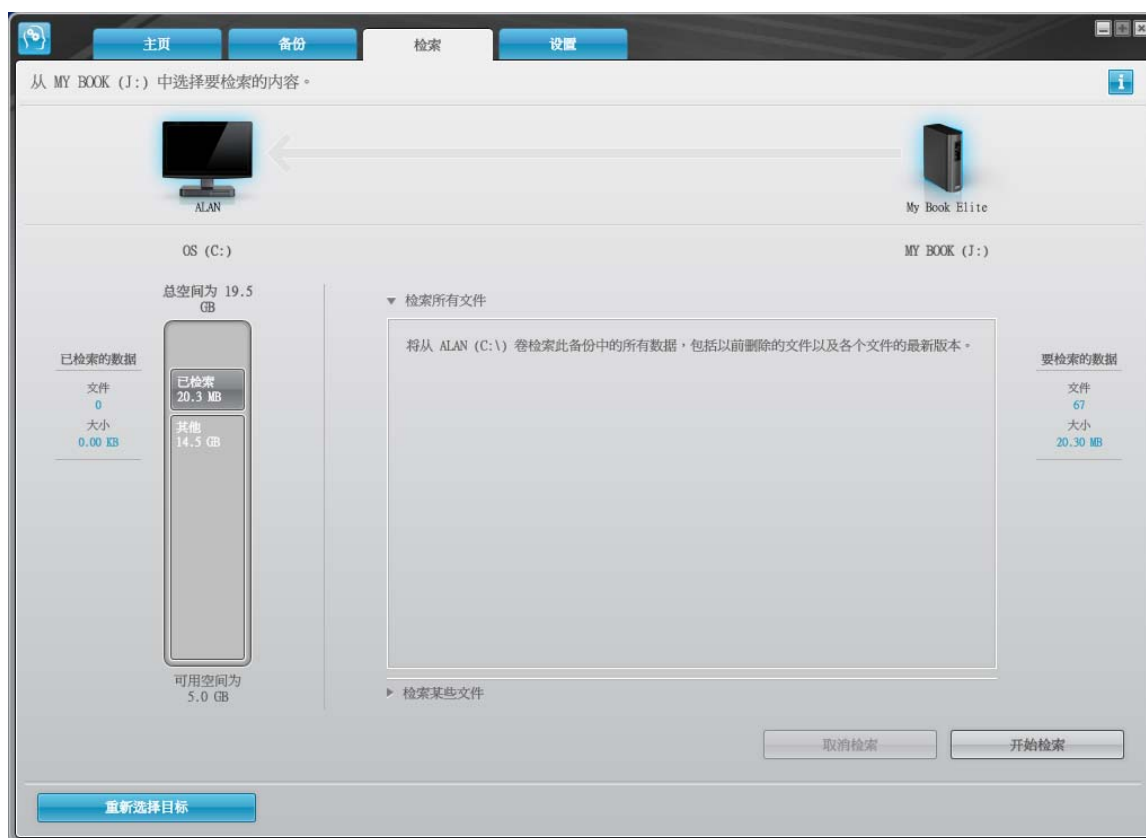 主页
备份
检索
设置
从 MY BOOK (J:) 中选择要检索的内容。
ALAN
My Book Elite
OS (C:)
MY BOOK (J:)
总空间为 19.5
GB
已检索的数据
文件
0
大小
0.00 KB
已检索
20.3 MB
其他
14.5 GB
可用空间为
5.0 GB
检索所有文件
将从 ALAN (C:\) 卷检索此备份中的所有数据，包括以前删除的文件以及各个文件的最新版本。
检索某些文件
要检索的数据
文件
67
大小
20.30 MB
取消检索
开始检索
重新选择目标